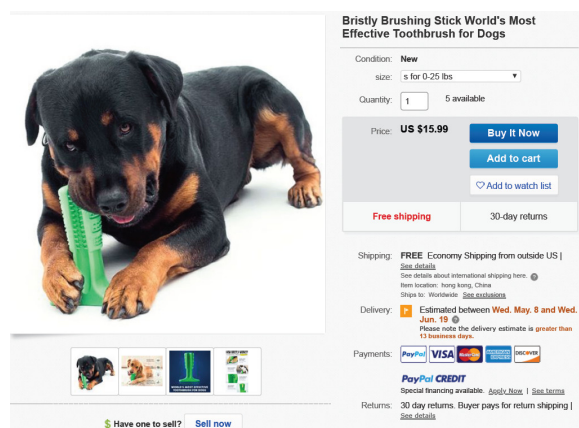 Bristly Brushing Stick World's Most
Effective Toothbrush for Dogs
Condition: New
size: s for 0-25 lbs
Quantity: 1 5 available
Price: US $15.99
Buy It Now
Add to cart
Add to watch list
Free shipping 30-day returns
Shipping: FREE Economy Shipping from outside US |
See details
See details about international shipping here.
Item location: hong kong, China
Ships to: Worldwide See exclusions
Delivery: Estimated between Wed. May. 8 and Wed.
Jun. 19
Please note the delivery estimate is greater than
13 business days.
Payments: PayPal VISA MasterCard DISCOVER
PayPal CREDIT
Special financing available. Apply Now | See terms
Returns: 30 day returns. Buyer pays for return shipping |
See details
$ Have one to sell? Sell now